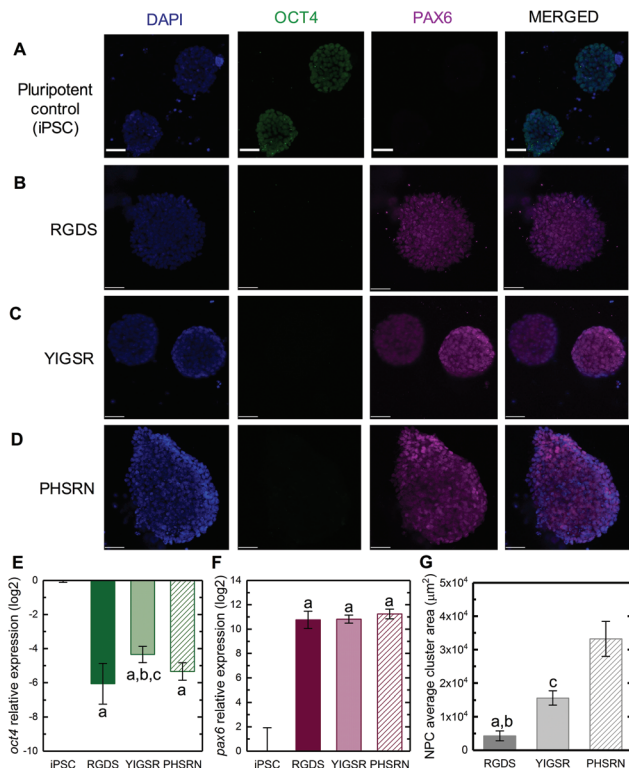 DAPI OCT4 PAX6 MERGED
A
Pluripotent
control
(iPSC)
B
RGDS
C
YIGSR
D
PHSRN
E
oct4 relative expression (log2)
0
-2
-4
-6
-8
-10
a
a,b,c
a
iPSC RGDS YIGSR PHSRN
F
pax6 relative expression (log2)
14
12
10
8
6
4
2
0
a
a
a
iPSC RGDS YIGSR PHSRN
G
NPC average cluster area (μm²)
5x10⁴
4x10⁴
3x10⁴
2x10⁴
1x10⁴
0
a,b
c
RGDS YIGSR PHSRN